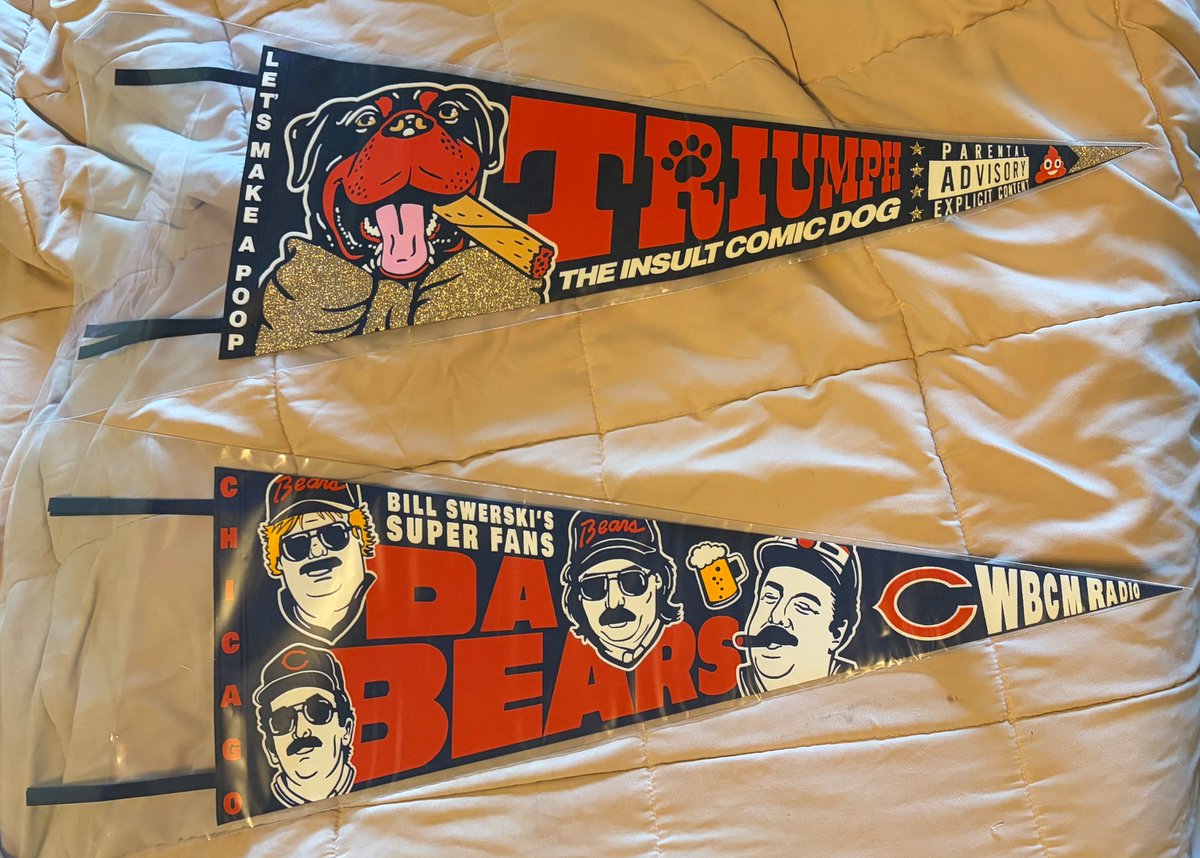 LETS MAKE A POOP
TRIUMPH
THE INSULT COMIC DOG
PARENTAL
ADVISORY
EXPLICIT CONTENT
CHICAGO
Bears
BILL SWERSKI'S
SUPER FANS
DA
BEARS
Bears
C
C
WBCM RADIO